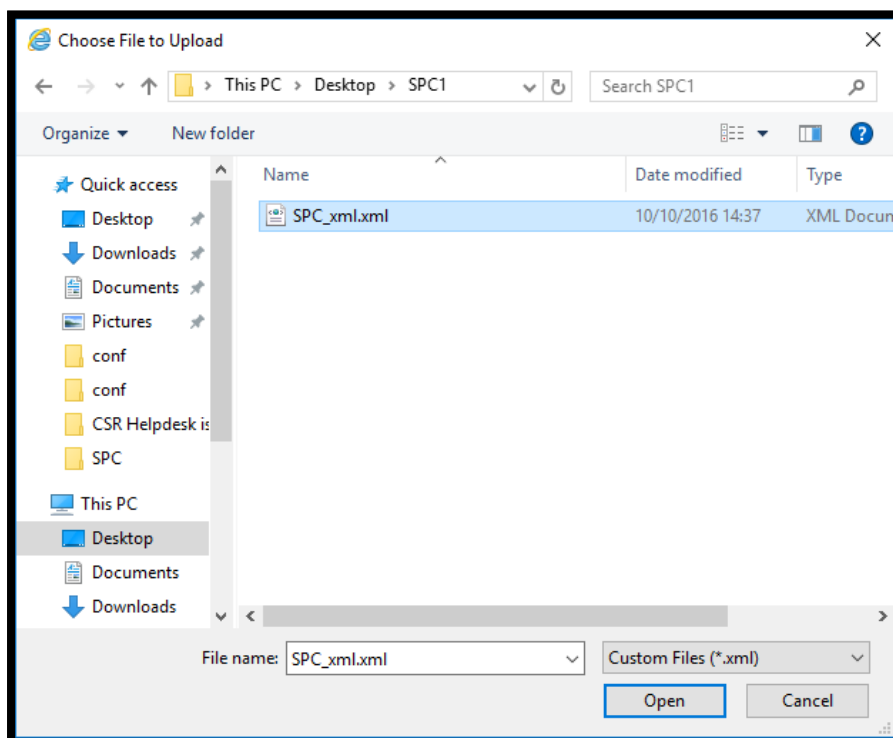 Choose File to Upload
This PC > Desktop > SPC1
Search SPC1
Organize
New folder
Name
Date modified
Type
Quick access
Desktop
Downloads
Documents
Pictures
conf
conf
CSR Helpdesk is
SPC
This PC
Desktop
Documents
Downloads
SPC_xml.xml
10/10/2016 14:37
XML Docum
File name:
SPC_xml.xml
Custom Files (*.xml)
Open
Cancel